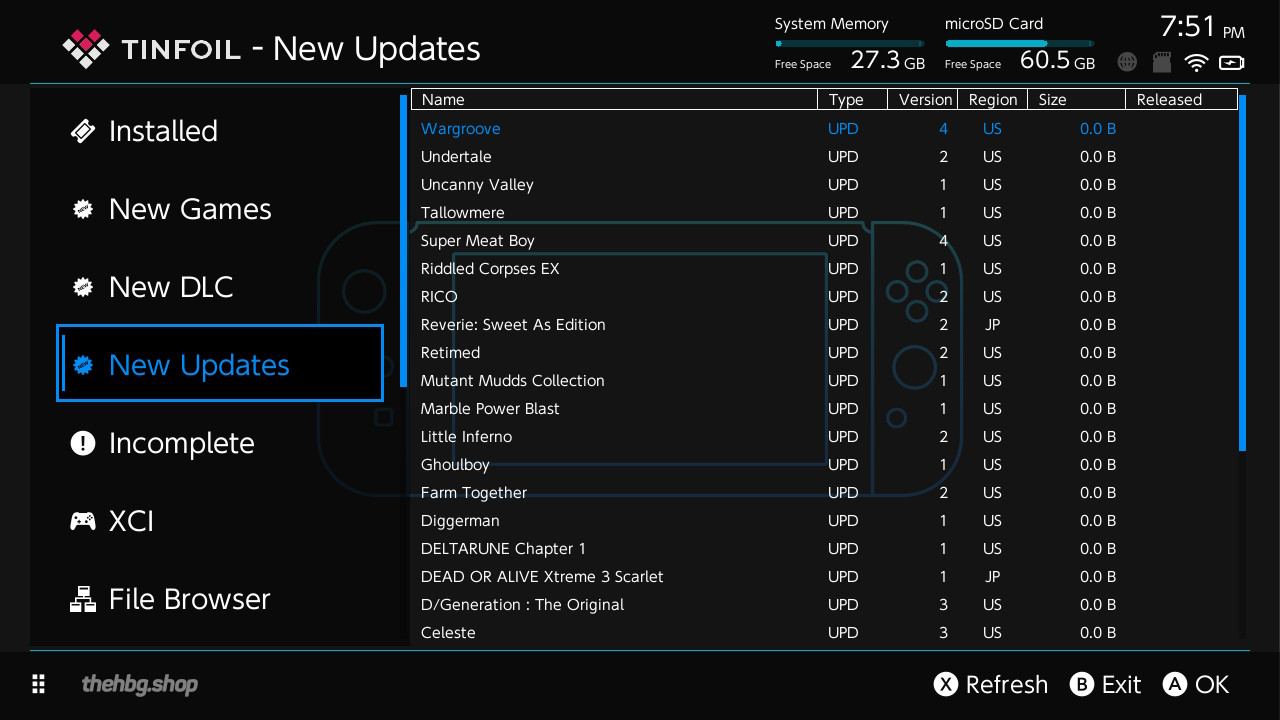 TINFOIL - New Updates
System Memory
Free Space 27.3 GB
microSD Card
Free Space 60.5 GB
7:51 PM
Installed
New Games
New DLC
New Updates
Incomplete
XCI
File Browser
Name Type Version Region Size Released
Wargroove UPD 4 US 0.0 B
Undertale UPD 2 US 0.0 B
Uncanny Valley UPD 1 US 0.0 B
Tallowmere UPD 1 US 0.0 B
Super Meat Boy UPD 4 US 0.0 B
Riddled Corpses EX UPD 1 US 0.0 B
RICO UPD 2 US 0.0 B
Reverie: Sweet As Edition UPD 2 JP 0.0 B
Retimed UPD 2 US 0.0 B
Mutant Mudds Collection UPD 1 US 0.0 B
Marble Power Blast UPD 1 US 0.0 B
Little Inferno UPD 2 US 0.0 B
Ghoulboy UPD 1 US 0.0 B
Farm Together UPD 2 US 0.0 B
Diggerman UPD 1 US 0.0 B
DELTARUNE Chapter 1 UPD 1 US 0.0 B
DEAD OR ALIVE Xtreme 3 Scarlet UPD 1 JP 0.0 B
D/Generation : The Original UPD 3 US 0.0 B
Celeste UPD 3 US 0.0 B
thehbg.shop
X Refresh B Exit A OK